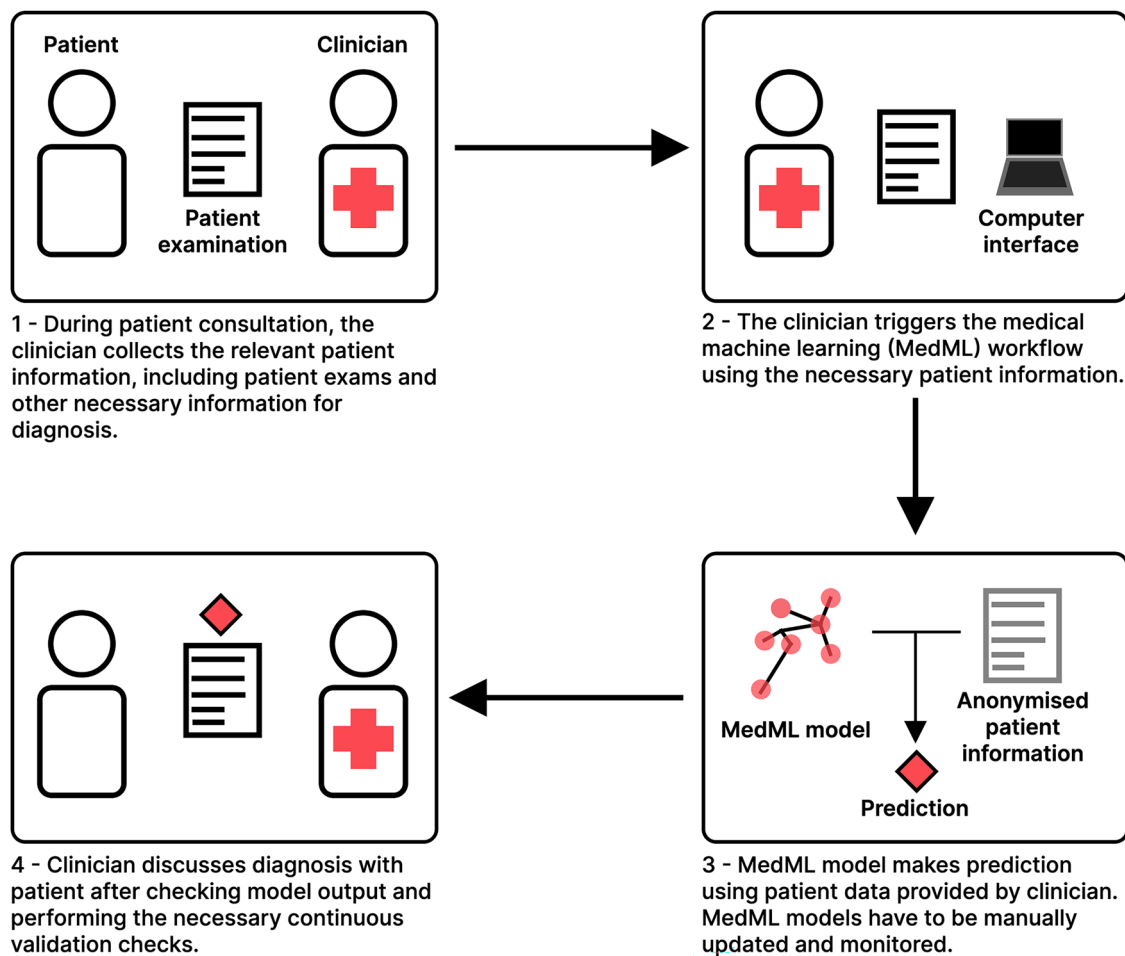 Patient
Clinician
Patient
examination
1 - During patient consultation, the
clinician collects the relevant patient
information, including patient exams and
other necessary information for
diagnosis.
Computer
interface
2 - The clinician triggers the medical
machine learning (MedML) workflow
using the necessary patient information.
MedML model
Anonymised
patient
information
Prediction
3 - MedML model makes prediction
using patient data provided by clinician.
MedML models have to be manually
updated and monitored.
4 - Clinician discusses diagnosis with
patient after checking model output and
performing the necessary continuous
validation checks.